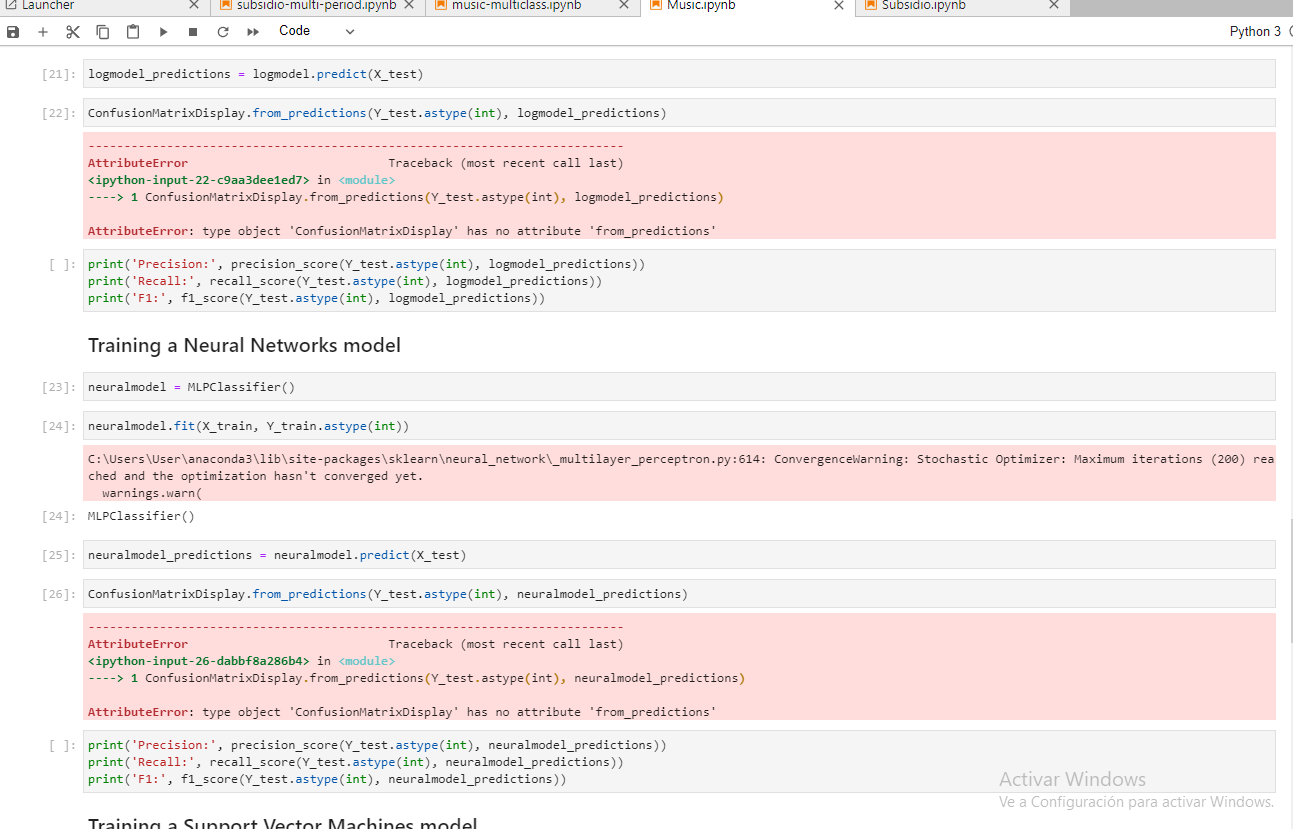 Launcher
subsidio-multi-period.ipynb
music-multiclass.ipynb
Music.ipynb
Subsidio.ipynb
Code
Python 3
[21]: logmodel_predictions = logmodel.predict(X_test)
[22]: ConfusionMatrixDisplay.from_predictions(Y_test.astype(int), logmodel_predictions)
---------------------------------------------------------------------------
AttributeError                            Traceback (most recent call last)
<ipython-input-22-c9aa3dee1ed7> in <module>
----> 1 ConfusionMatrixDisplay.from_predictions(Y_test.astype(int), logmodel_predictions)
AttributeError: type object 'ConfusionMatrixDisplay' has no attribute 'from_predictions'
[ ]: print('Precision:', precision_score(Y_test.astype(int), logmodel_predictions))
print('Recall:', recall_score(Y_test.astype(int), logmodel_predictions))
print('F1:', f1_score(Y_test.astype(int), logmodel_predictions))
Training a Neural Networks model
[23]: neuralmodel = MLPClassifier()
[24]: neuralmodel.fit(X_train, Y_train.astype(int))
C:\Users\User\anaconda3\lib\site-packages\sklearn\neural_network\_multilayer_perceptron.py:614: ConvergenceWarning: Stochastic Optimizer: Maximum iterations (200) rea
ched and the optimization hasn't converged yet.
  warnings.warn(
[24]: MLPClassifier()
[25]: neuralmodel_predictions = neuralmodel.predict(X_test)
[26]: ConfusionMatrixDisplay.from_predictions(Y_test.astype(int), neuralmodel_predictions)
---------------------------------------------------------------------------
AttributeError                            Traceback (most recent call last)
<ipython-input-26-dabbf8a286b4> in <module>
----> 1 ConfusionMatrixDisplay.from_predictions(Y_test.astype(int), neuralmodel_predictions)
AttributeError: type object 'ConfusionMatrixDisplay' has no attribute 'from_predictions'
[ ]: print('Precision:', precision_score(Y_test.astype(int), neuralmodel_predictions))
print('Recall:', recall_score(Y_test.astype(int), neuralmodel_predictions))
print('F1:', f1_score(Y_test.astype(int), neuralmodel_predictions))
Activar Windows
Ve a Configuración para activar Windows.
Training a Support Vector Machines model